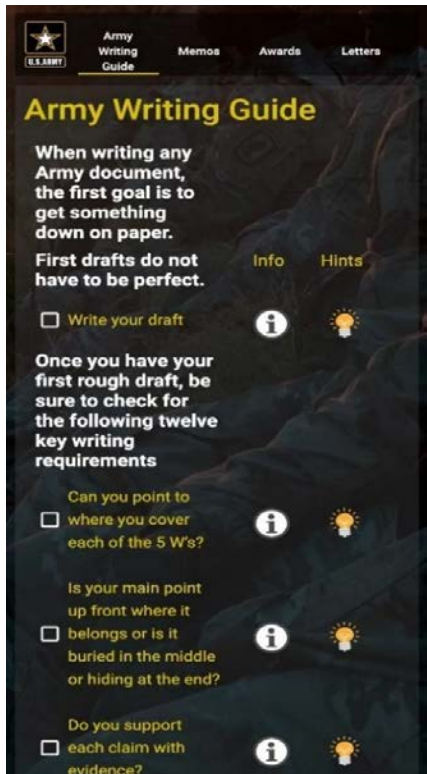 U.S.ARMY
Army
Writing
Guide
Memos
Awards
Letters
Army Writing Guide
When writing any
Army document,
the first goal is to
get something
down on paper.
First drafts do not
have to be perfect.
Info
Hints
Write your draft
Once you have your
first rough draft, be
sure to check for
the following twelve
key writing
requirements
Can you point to
where you cover
each of the 5 W's?
Is your main point
up front where it
belongs or is it
buried in the middle
or hiding at the end?
Do you support
each claim with
evidence?